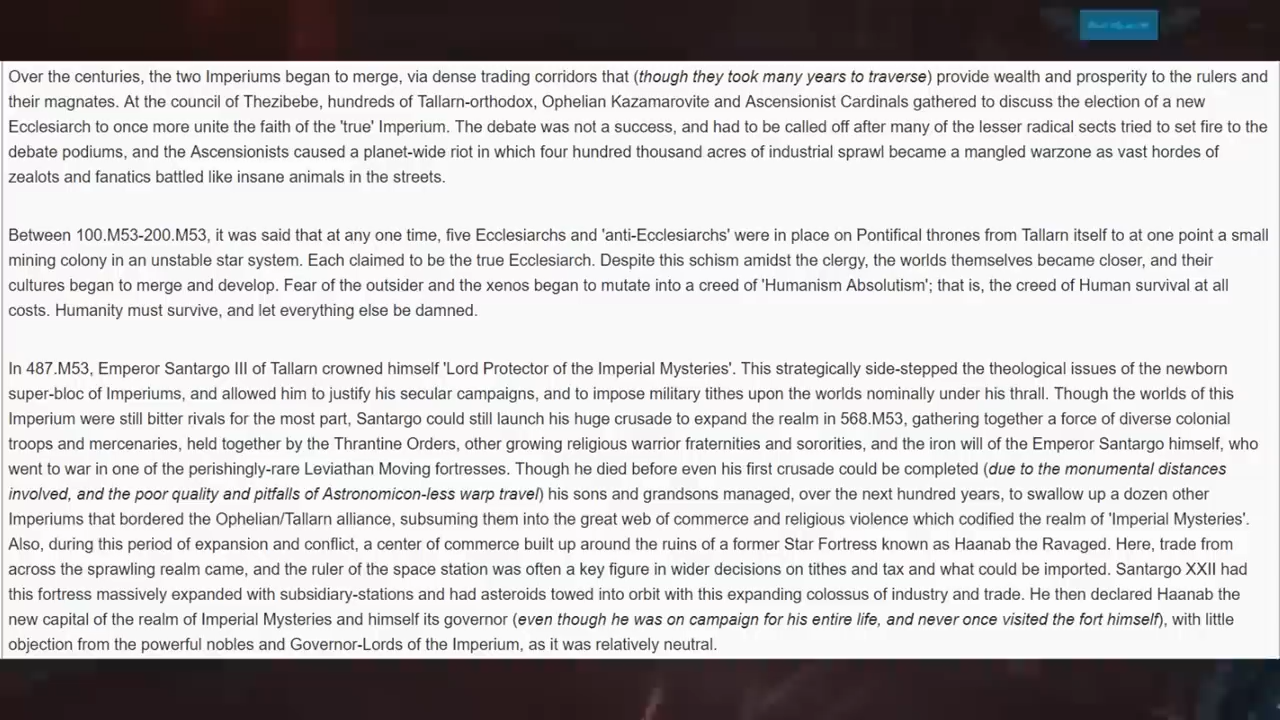 Over the centuries, the two Imperiums began to merge, via dense trading corridors that (though they took many years to traverse) provide wealth and prosperity to the rulers and
their magnates. At the council of Thezibebe, hundreds of Tallarn-orthodox, Ophelian Kazamarovite and Ascensionist Cardinals gathered to discuss the election of a new
Ecclesiarch to once more unite the faith of the 'true' Imperium. The debate was not a success, and had to be called off after many of the lesser radical sects tried to set fire to the
debate podiums, and the Ascensionists caused a planet-wide riot in which four hundred thousand acres of industrial sprawl became a mangled warzone as vast hordes of
zealots and fanatics battled like insane animals in the streets.
Between 100.M53-200.M53, it was said that at any one time, five Ecclesiarchs and 'anti-Ecclesiarchs' were in place on Pontifical thrones from Tallarn itself to at one point a small
mining colony in an unstable star system. Each claimed to be the true Ecclesiarch. Despite this schism amidst the clergy, the worlds themselves became closer, and their
cultures began to merge and develop. Fear of the outsider and the xenos began to mutate into a creed of 'Humanism Absolutism'; that is, the creed of Human survival at all
costs. Humanity must survive, and let everything else be damned.
In 487.M53, Emperor Santargo III of Tallarn crowned himself 'Lord Protector of the Imperial Mysteries'. This strategically side-stepped the theological issues of the newborn
super-bloc of Imperiums, and allowed him to justify his secular campaigns, and to impose military tithes upon the worlds nominally under his thrall. Though the worlds of this
Imperium were still bitter rivals for the most part, Santargo could still launch his huge crusade to expand the realm in 568.M53, gathering together a force of diverse colonial
troops and mercenaries, held together by the Thrantine Orders, other growing religious warrior fraternities and sororities, and the iron will of the Emperor Santargo himself, who
went to war in one of the perishingly-rare Leviathan Moving fortresses. Though he died before even his first crusade could be completed (due to the monumental distances
involved, and the poor quality and pitfalls of Astronomicon-less warp travel) his sons and grandsons managed, over the next hundred years, to swallow up a dozen other
Imperiums that bordered the Ophelian/Tallarn alliance, subsuming them into the great web of commerce and religious violence which codified the realm of 'Imperial Mysteries'.
Also, during this period of expansion and conflict, a center of commerce built up around the ruins of a former Star Fortress known as Haanab the Ravaged. Here, trade from
across the sprawling realm came, and the ruler of the space station was often a key figure in wider decisions on tithes and tax and what could be imported. Santargo XXII had
this fortress massively expanded with subsidiary-stations and had asteroids towed into orbit with this expanding colossus of industry and trade. He then declared Haanab the
new capital of the realm of Imperial Mysteries and himself its governor (even though he was on campaign for his entire life, and never once visited the fort himself), with little
objection from the powerful nobles and Governor-Lords of the Imperium, as it was relatively neutral.